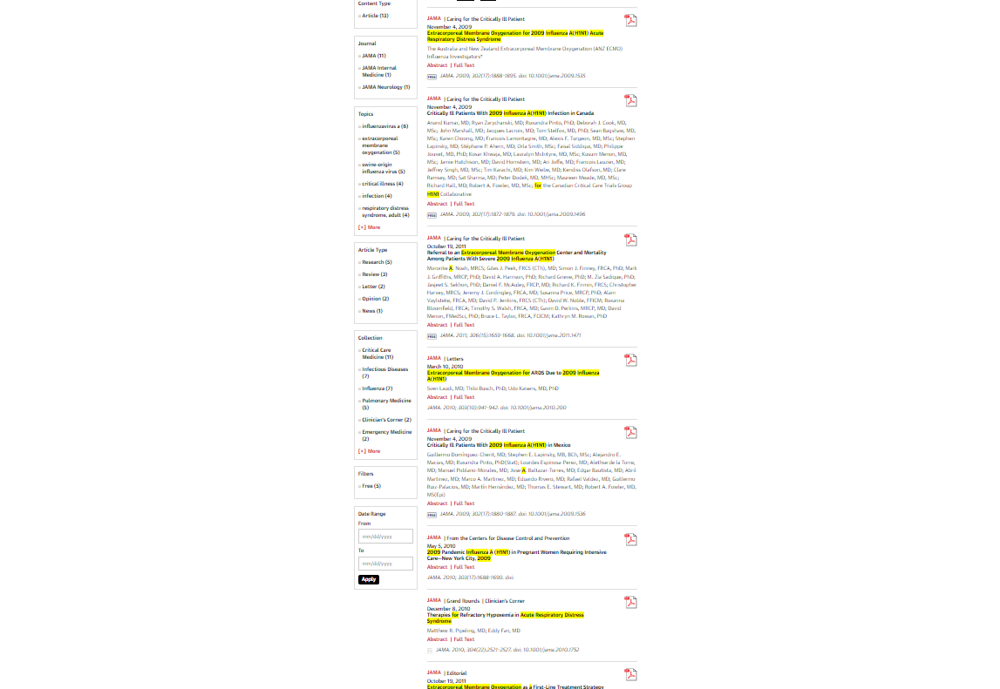 Content Type
Article (13)
Journal
JAMA (11)
JAMA Internal
Medicine (1)
JAMA Neurology (1)
Topics
influenzavirus a (6)
extracorporeal
membrane
oxygenation (5)
swine-origin
influenza virus (5)
critical illness (4)
infection (4)
respiratory distress
syndrome, adult (4)
[+] More
Article Type
Research (5)
Review (3)
Letter (2)
Opinion (2)
News (1)
Collection
Critical Care
Medicine (11)
Infectious Diseases
(7)
Influenza (7)
Pulmonary Medicine
(5)
Clinician's Corner (2)
Emergency Medicine
(2)
[+] More
Filters
Free (5)
Date Range
From
mm/dd/yyyy
To
mm/dd/yyyy
Apply
JAMA | Caring for the Critically Ill Patient
November 4, 2009
Extracorporeal Membrane Oxygenation for 2009 Influenza A(H1N1) Acute
Respiratory Distress Syndrome
The Australia and New Zealand Extracorporeal Membrane Oxygenation (ANZ ECMO)
Influenza Investigators*
Abstract | Full Text
FREE JAMA. 2009; 302(17):1888-1895. doi: 10.1001/jama.2009.1535
JAMA | Caring for the Critically Ill Patient
November 4, 2009
Critically Ill Patients With 2009 Influenza A(H1N1) Infection in Canada
Anand Kumar, MD; Ryan Zarychanski, MD; Ruxandra Pinto, PhD; Deborah J. Cook, MD,
MSc; John Marshall, MD; Jacques Lacroix, MD; Tom Stelfox, MD, PhD; Sean Bagshaw, MD,
MSc; Karen Choong, MD; Francois Lamontagne, MD; Alexis F. Turgeon, MD, MSc; Stephen
Lapinsky, MD; Stéphane P. Ahern, MD; Orla Smith, MSc; Faisal Siddiqui, MD; Philippe
Jouvet, MD, PhD; Kosar Khwaja, MD; Lauralyn McIntyre, MD, MSc; Kusum Menon, MD,
MSc; Jamie Hutchison, MD; David Hornstein, MD; Ari Joffe, MD; Francois Lauzier, MD;
Jeffrey Singh, MD, MSc; Tim Karachi, MD; Kim Wiebe, MD; Kendiss Olafson, MD; Clare
Ramsey, MD; Sat Sharma, MD; Peter Dodek, MD, MHSc; Maureen Meade, MD, MSc;
Richard Hall, MD; Robert A. Fowler, MD, MSc; for the Canadian Critical Care Trials Group
H1N1 Collaborative
Abstract | Full Text
FREE JAMA. 2009; 302(17):1872-1879. doi: 10.1001/jama.2009.1496
JAMA | Caring for the Critically Ill Patient
October 19, 2011
Referral to an Extracorporeal Membrane Oxygenation Center and Mortality
Among Patients With Severe 2009 Influenza A(H1N1)
Moronke A. Noah, MRCS; Giles J. Peek, FRCS (CTh), MD; Simon J. Finney, FRCA, PhD; Mark
J. Griffiths, MRCP, PhD; David A. Harrison, PhD; Richard Grieve, PhD; M. Zia Sadique, PhD;
Jasjeet S. Sekhon, PhD; Daniel F. McAuley, FRCP, MD; Richard K. Firmin, FRCS; Christopher
Harvey, MRCS; Jeremy J. Cordingley, FRCA, MD; Susanna Price, MRCP, PhD; Alain
Vuylsteke, FRCA, MD; David P. Jenkins, FRCS (CTh); David W. Noble, FFICM; Roxanna
Bloomfield, FRCA; Timothy S. Walsh, FRCA, MD; Gavin D. Perkins, MRCP, MD; David
Menon, FMedSci, PhD; Bruce L. Taylor, FRCA, FCICM; Kathryn M. Rowan, PhD
Abstract | Full Text
FREE JAMA. 2011; 306(15):1659-1668. doi: 10.1001/jama.2011.1471
JAMA | Letters
March 10, 2010
Extracorporeal Membrane Oxygenation for ARDS Due to 2009 Influenza
A(H1N1)
Sven Laudi, MD; Thilo Busch, PhD; Udo Kaisers, MD, PhD
Abstract | Full Text
JAMA. 2010; 303(10):941-942. doi: 10.1001/jama.2010.200
JAMA | Caring for the Critically Ill Patient
November 4, 2009
Critically Ill Patients With 2009 Influenza A(H1N1) in Mexico
Guillermo Domínguez-Cherit, MD; Stephen E. Lapinsky, MB, BCh, MSc; Alejandro E.
Macias, MD; Ruxandra Pinto, PhD(Stat); Lourdes Espinosa-Perez, MD; Alethse de la Torre,
MD; Manuel Poblano-Morales, MD; Jose A. Baltazar-Torres, MD; Edgar Bautista, MD; Abril
Martinez, MD; Marco A. Martinez, MD; Eduardo Rivero, MD; Rafael Valdez, MD; Guillermo
Ruiz-Palacios, MD; Martín Hernández, MD; Thomas E. Stewart, MD; Robert A. Fowler, MD,
MS(Epi)
Abstract | Full Text
FREE JAMA. 2009; 302(17):1880-1887. doi: 10.1001/jama.2009.1536
JAMA | From the Centers for Disease Control and Prevention
May 5, 2010
2009 Pandemic Influenza A (H1N1) in Pregnant Women Requiring Intensive
Care—New York City, 2009
Abstract | Full Text
JAMA. 2010; 303(17):1688-1690. doi:
JAMA | Grand Rounds | Clinician's Corner
December 8, 2010
Therapies for Refractory Hypoxemia in Acute Respiratory Distress
Syndrome
Matthew R. Pipeling, MD; Eddy Fan, MD
Abstract | Full Text
JAMA. 2010; 304(22):2521-2527. doi: 10.1001/jama.2010.1752
JAMA | Editorial
October 19, 2011
Extracorporeal Membrane Oxygenation as a First-Line Treatment Strategy